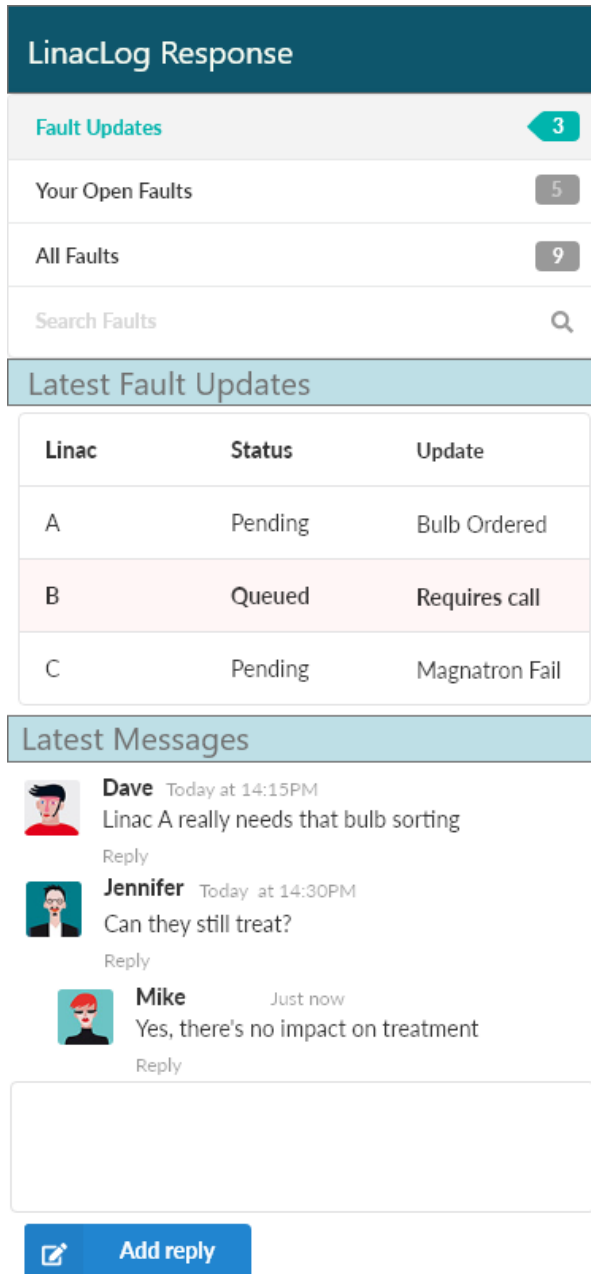 LinacLog Response
Fault Updates 3
Your Open Faults 5
All Faults 9
Search Faults
Latest Fault Updates
Linac Status Update
A Pending Bulb Ordered
B Queued Requires call
C Pending Magnatron Fail
Latest Messages
Dave Today at 14:15PM
Linac A really needs that bulb sorting
Reply
Jennifer Today at 14:30PM
Can they still treat?
Reply
Mike Just now
Yes, there's no impact on treatment
Reply
Add reply